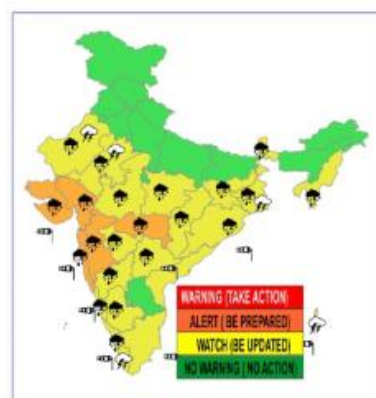 WARNING (TAKE ACTION)
ALERT ( BE PREPARED)
WATCH (BE UPDATED)
NO WARNING ( NO ACTION)